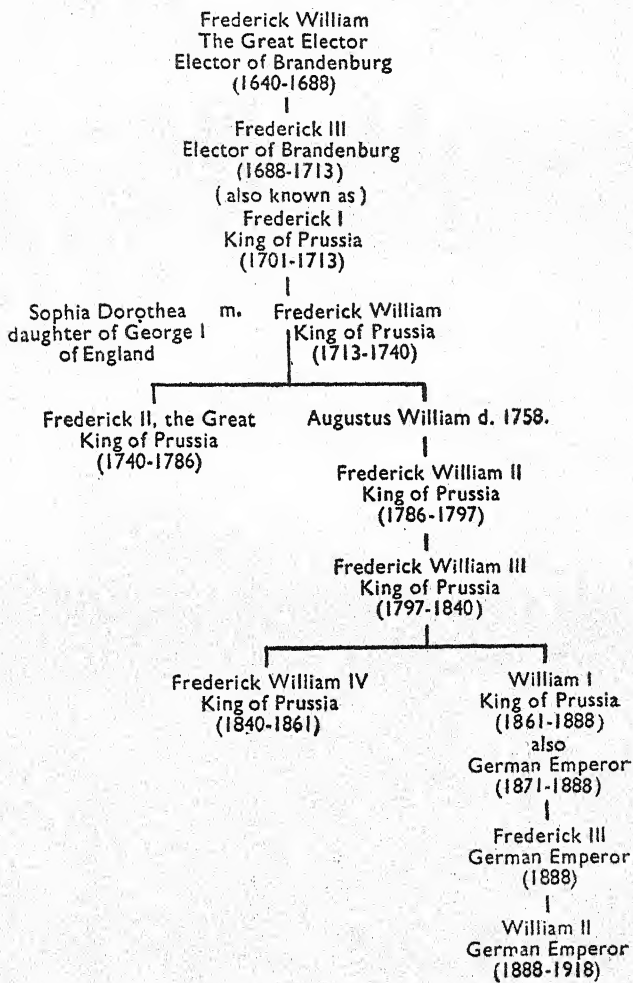 Frederick William
The Great Elector
Elector of Brandenburg
(1640-1688)
Frederick III
Elector of Brandenburg
(1688-1713)
(also known as)
Frederick I
King of Prussia
(1701-1713)
Sophia Dorothea
daughter of George I
of England
m.
Frederick William
King of Prussia
(1713-1740)
Frederick II, the Great
King of Prussia
(1740-1786)
Augustus William d. 1758.
Frederick William II
King of Prussia
(1786-1797)
Frederick William III
King of Prussia
(1797-1840)
Frederick William IV
King of Prussia
(1840-1861)
William I
King of Prussia
(1861-1888)
also
German Emperor
(1871-1888)
Frederick III
German Emperor
(1888)
William II
German Emperor
(1888-1918)